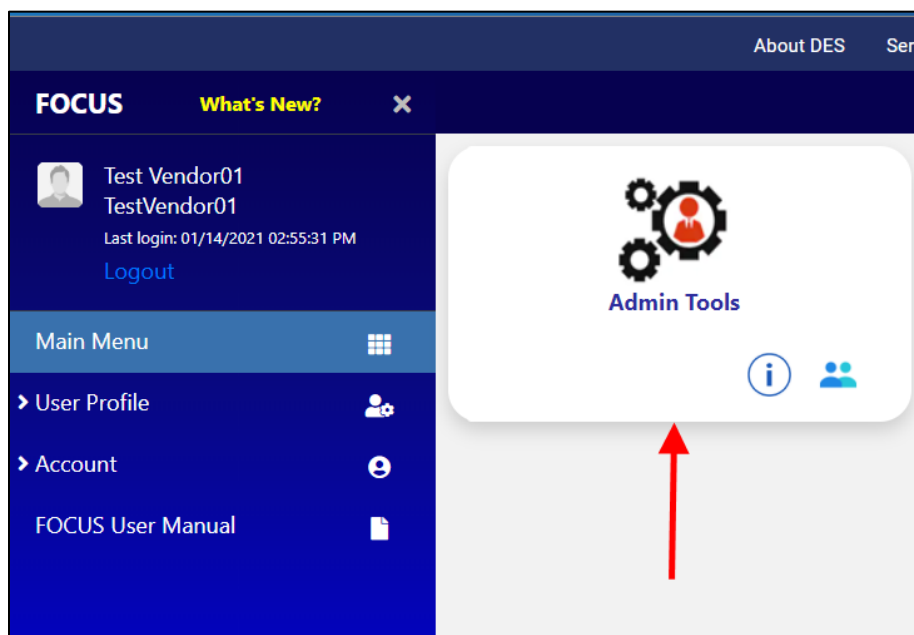 About DES
FOCUS
What's New?
Test Vendor01
TestVendor01
Last login: 01/14/2021 02:55:31 PM
Logout
Main Menu
User Profile
Account
FOCUS User Manual
Admin Tools